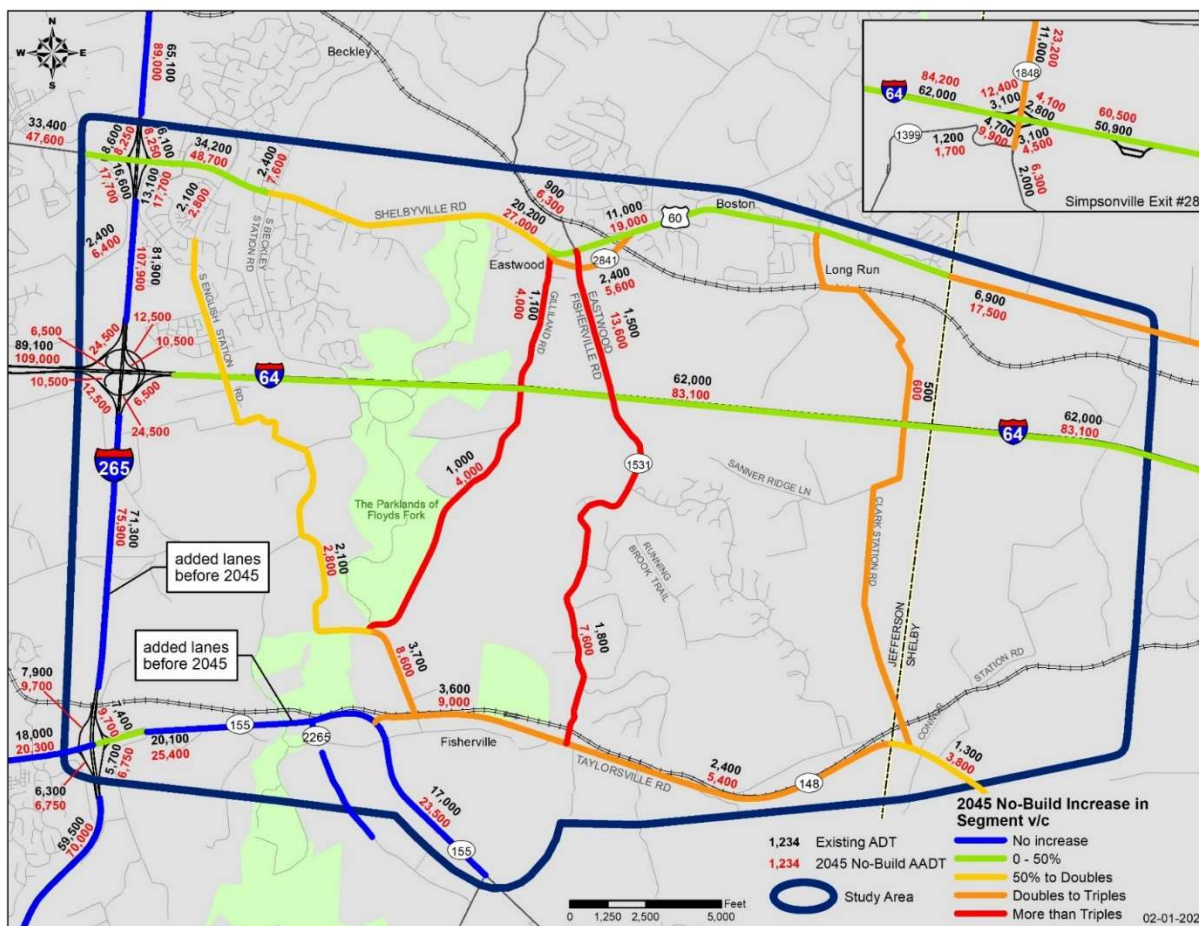 N
W E
S
65,100
89,000
Beckley
33,400
47,600
8,600
8,250
6,100
8,250
16,600
17,700
13,100
17,700
34,200
48,700
2,400
7,600
2,100
2,800
S BECKLEY
STATION RD
SHELBYVILLE RD
20,200
27,000
900
6,300
11,000
19,000
60
Boston
Eastwood
2841
2,400
5,600
Long Run
6,900
17,500
2,400
6,400
81,900
107,900
S ENGLISH STATION
RD
1,100
4,000
GILLILAND RD
EASTWOOD
FISHERVILLE RD
1,500
13,600
500
600
6,500
24,500
12,500
10,500
89,100
109,000
10,500
12,500
6,500
24,500
64
62,000
83,100
64
62,000
83,100
265
71,300
75,900
1,000
4,000
The Parklands of
Floyds Fork
1531
SANNER RIDGE LN
RUNNING
BROOK TRAIL
CLARK STATION RD
JEFFERSON
SHELBY
added lanes
before 2045
2,100
2,800
1,800
7,600
added lanes
before 2045
3,700
8,600
3,600
9,000
STATION RD
CONNOR
7,900
9,700
7,400
9,700
18,000
20,300
155
20,100
25,400
2265
Fisherville
TAYLORSVILLE RD
2,400
5,400
148
1,300
3,800
5,700
6,750
6,300
6,750
59,500
70,000
17,000
23,500
155
11,000
23,200
1848
84,200
64
62,000
12,400
3,100
4,100
2,800
60,500
50,900
1399
1,200
1,700
4,700
9,900
3,100
4,500
6,300
2,000
Simpsonville Exit #28
1,234 Existing ADT
1,234 2045 No-Build AADT
Study Area
Feet
0 1,250 2,500 5,000
2045 No-Build Increase in
Segment v/c
No increase
0 - 50%
50% to Doubles
Doubles to Triples
More than Triples
02-01-202